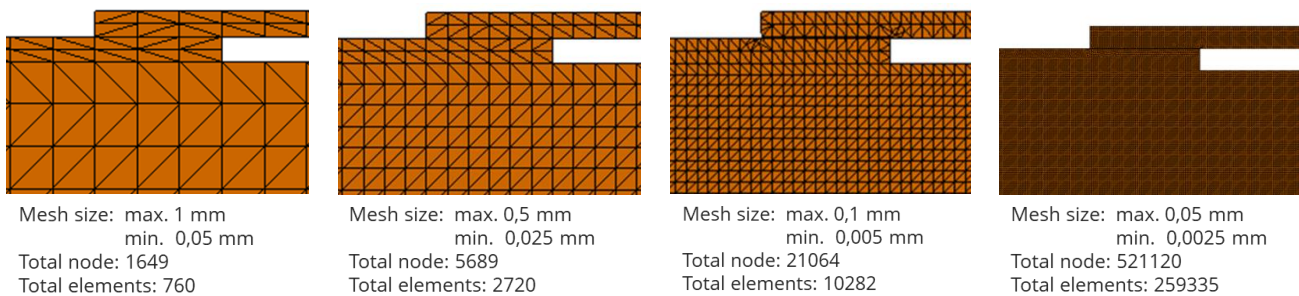 Mesh size: max. 1 mm
min. 0,05 mm
Total node: 1649
Total elements: 760
Mesh size: max. 0,5 mm
min. 0,025 mm
Total node: 5689
Total elements: 2720
Mesh size: max. 0,1 mm
min. 0,005 mm
Total node: 21064
Total elements: 10282
Mesh size: max. 0,05 mm
min. 0,0025 mm
Total node: 521120
Total elements: 259335